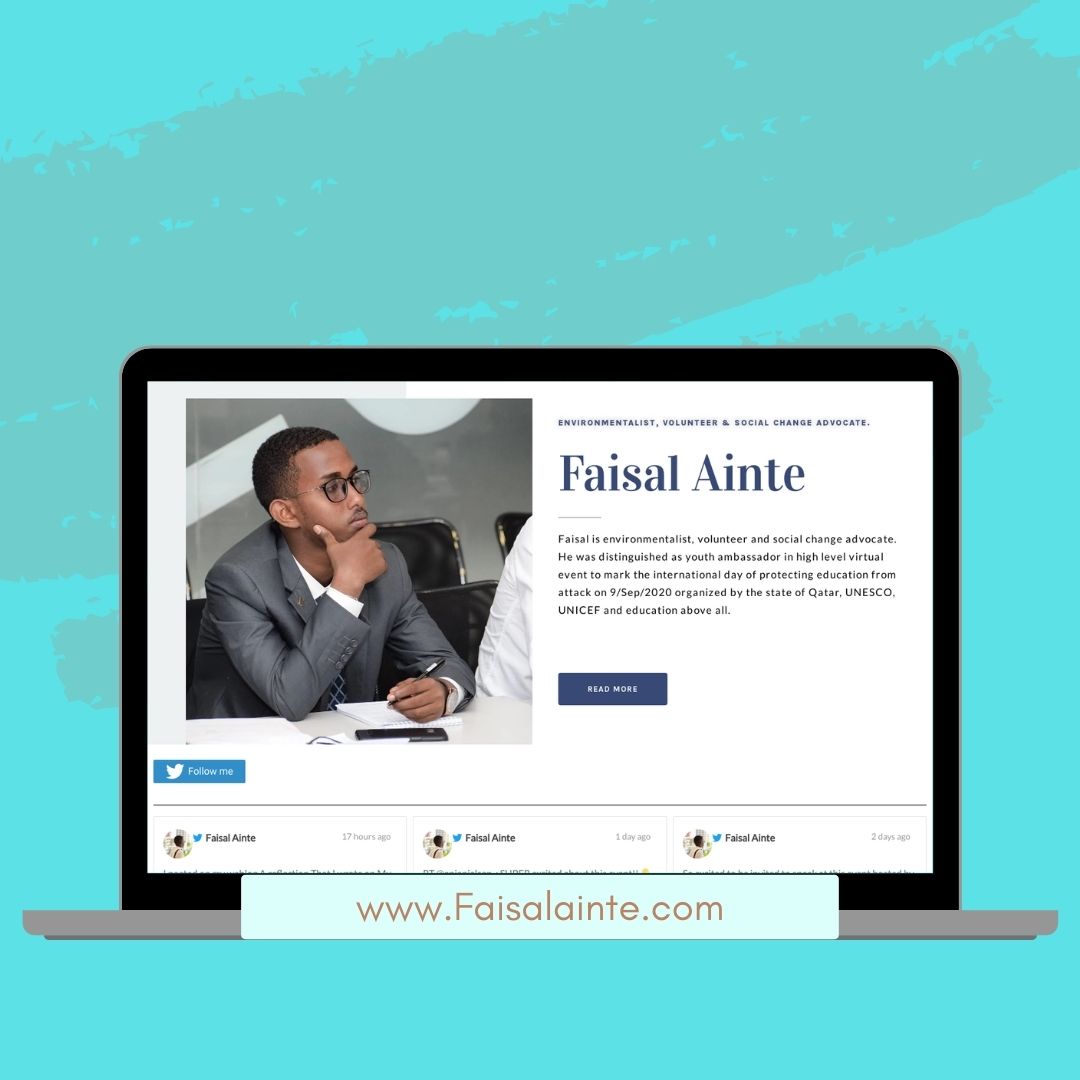 ENVIRONMENTALIST, VOLUNTEER & SOCIAL CHANGE ADVOCATE.
Faisal Ainte
Faisal is environmentalist, volunteer and social change advocate.
He was distinguished as youth ambassador in high level virtual
event to mark the international day of protecting education from
attack on 9/Sep/2020 organized by the state of Qatar, UNESCO,
UNICEF and education above all.
READ MORE
Follow me
Faisal Ainte 17 hours ago
Faisal Ainte 1 day ago
Faisal Ainte 2 days ago
www.Faisalainte.com